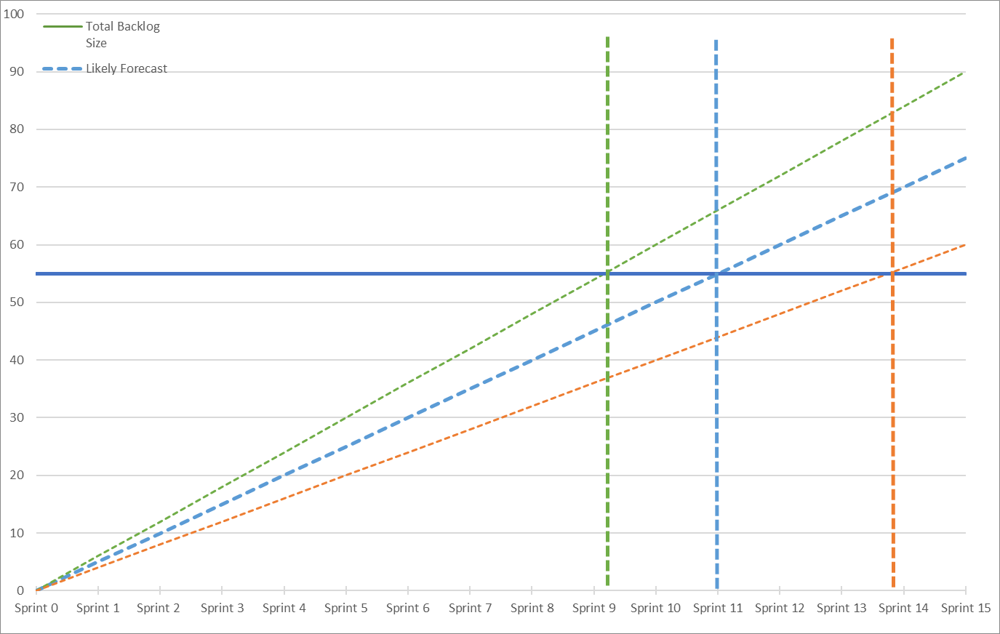 100
Total Backlog
Size
Likely Forecast
90
80
70
60
50
40
30
20
10
0
Sprint 0 Sprint 1 Sprint 2 Sprint 3 Sprint 4 Sprint 5 Sprint 6 Sprint 7 Sprint 8 Sprint 9 Sprint 10 Sprint 11 Sprint 12 Sprint 13 Sprint 14 Sprint 15